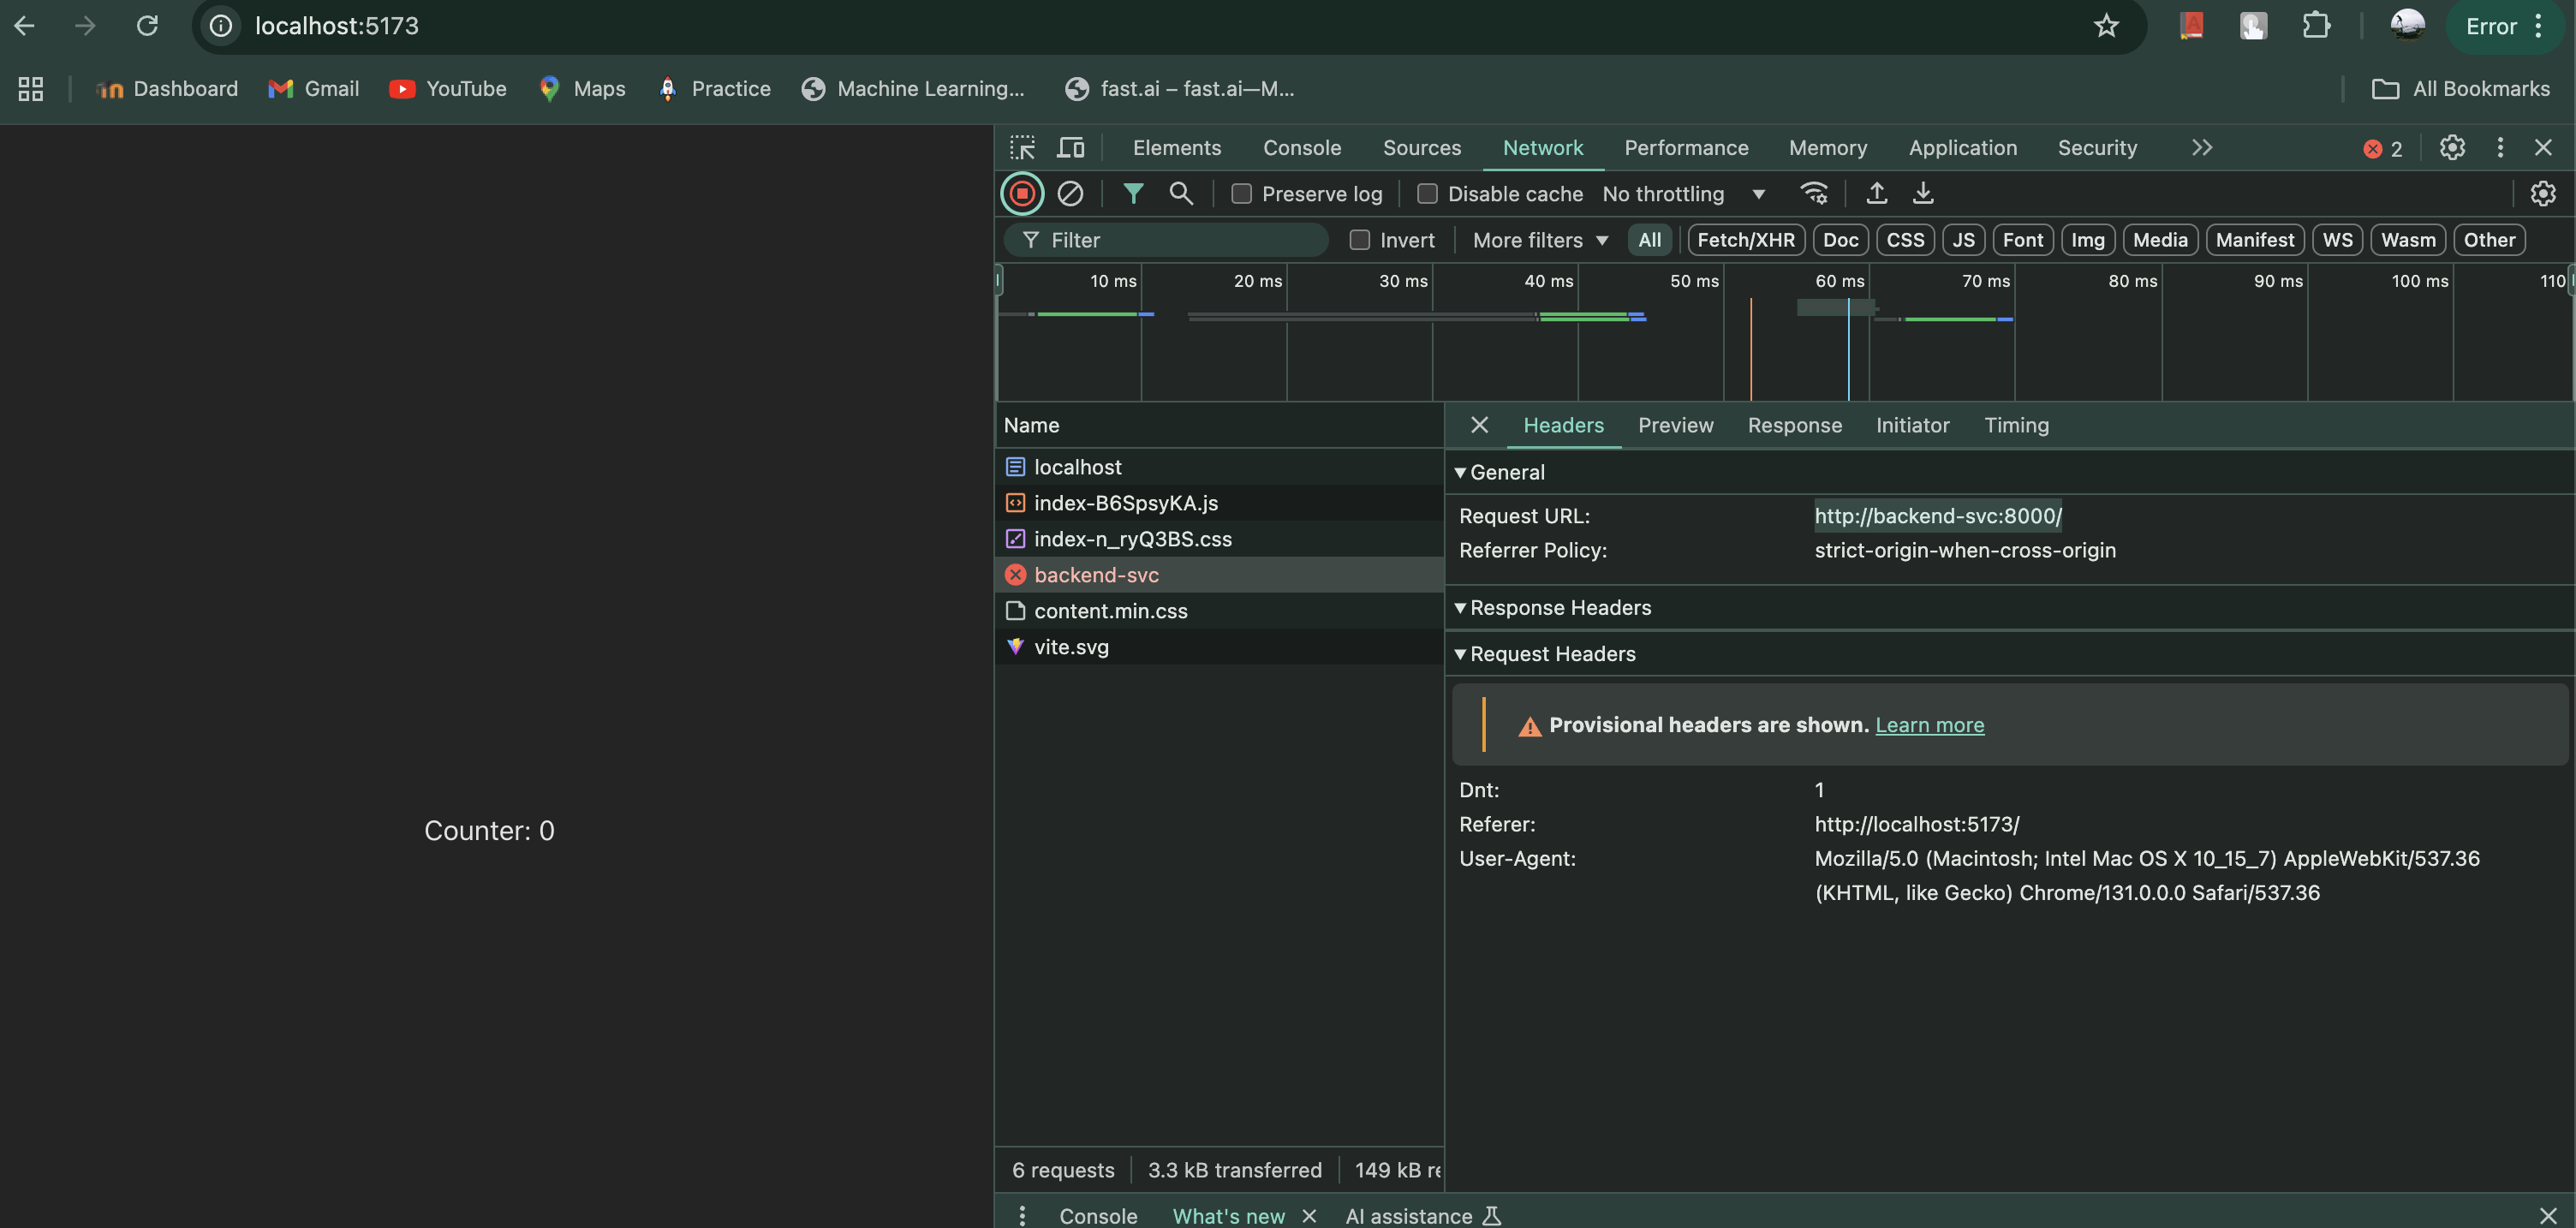 localhost:5173
Error
Dashboard
Gmail
YouTube
Maps
Practice
Machine Learning...
fast.ai – fast.ai—M...
All Bookmarks
Elements
Console
Sources
Network
Performance
Memory
Application
Security
2
Preserve log
Disable cache
No throttling
Filter
Invert
More filters
All
Fetch/XHR
Doc
CSS
JS
Font
Img
Media
Manifest
WS
Wasm
Other
10 ms
20 ms
30 ms
40 ms
50 ms
60 ms
70 ms
80 ms
90 ms
100 ms
110
Name
localhost
index-B6SpsyKA.js
index-n_ryQ3BS.css
backend-svc
content.min.css
vite.svg
Headers
Preview
Response
Initiator
Timing
General
Request URL:
http://backend-svc:8000/
Referrer Policy:
strict-origin-when-cross-origin
Response Headers
Request Headers
Provisional headers are shown. Learn more
Dnt:
1
Referer:
http://localhost:5173/
User-Agent:
Mozilla/5.0 (Macintosh; Intel Mac OS X 10_15_7) AppleWebKit/537.36
(KHTML, like Gecko) Chrome/131.0.0.0 Safari/537.36
Counter: 0
6 requests
3.3 kB transferred
149 kB re
Console
What's new
AI assistance